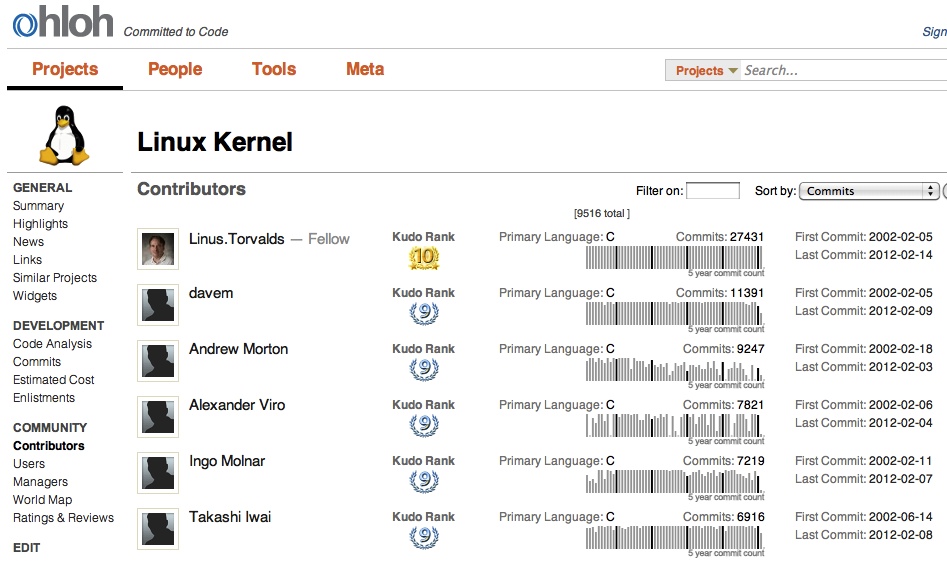 ohloh Committed to Code
Sign
Projects People Tools Meta
Projects Search...
Linux Kernel
GENERAL
Summary
Highlights
News
Links
Similar Projects
Widgets
DEVELOPMENT
Code Analysis
Commits
Estimated Cost
Enlistments
COMMUNITY
Contributors
Users
Managers
World Map
Ratings & Reviews
EDIT
Contributors
Filter on: Sort by: Commits
[9516 total ]
Linus.Torvalds — Fellow
Kudo Rank
10
Primary Language: C Commits: 27431
5 year commit count
First Commit: 2002-02-05
Last Commit: 2012-02-14
davem
Kudo Rank
9
Primary Language: C Commits: 11391
5 year commit count
First Commit: 2002-02-05
Last Commit: 2012-02-09
Andrew Morton
Kudo Rank
9
Primary Language: C Commits: 9247
5 year commit count
First Commit: 2002-02-18
Last Commit: 2012-02-03
Alexander Viro
Kudo Rank
9
Primary Language: C Commits: 7821
5 year commit count
First Commit: 2002-02-06
Last Commit: 2012-02-04
Ingo Molnar
Kudo Rank
9
Primary Language: C Commits: 7219
5 year commit count
First Commit: 2002-02-11
Last Commit: 2012-02-07
Takashi Iwai
Kudo Rank
9
Primary Language: C Commits: 6916
5 year commit count
First Commit: 2002-06-14
Last Commit: 2012-02-08